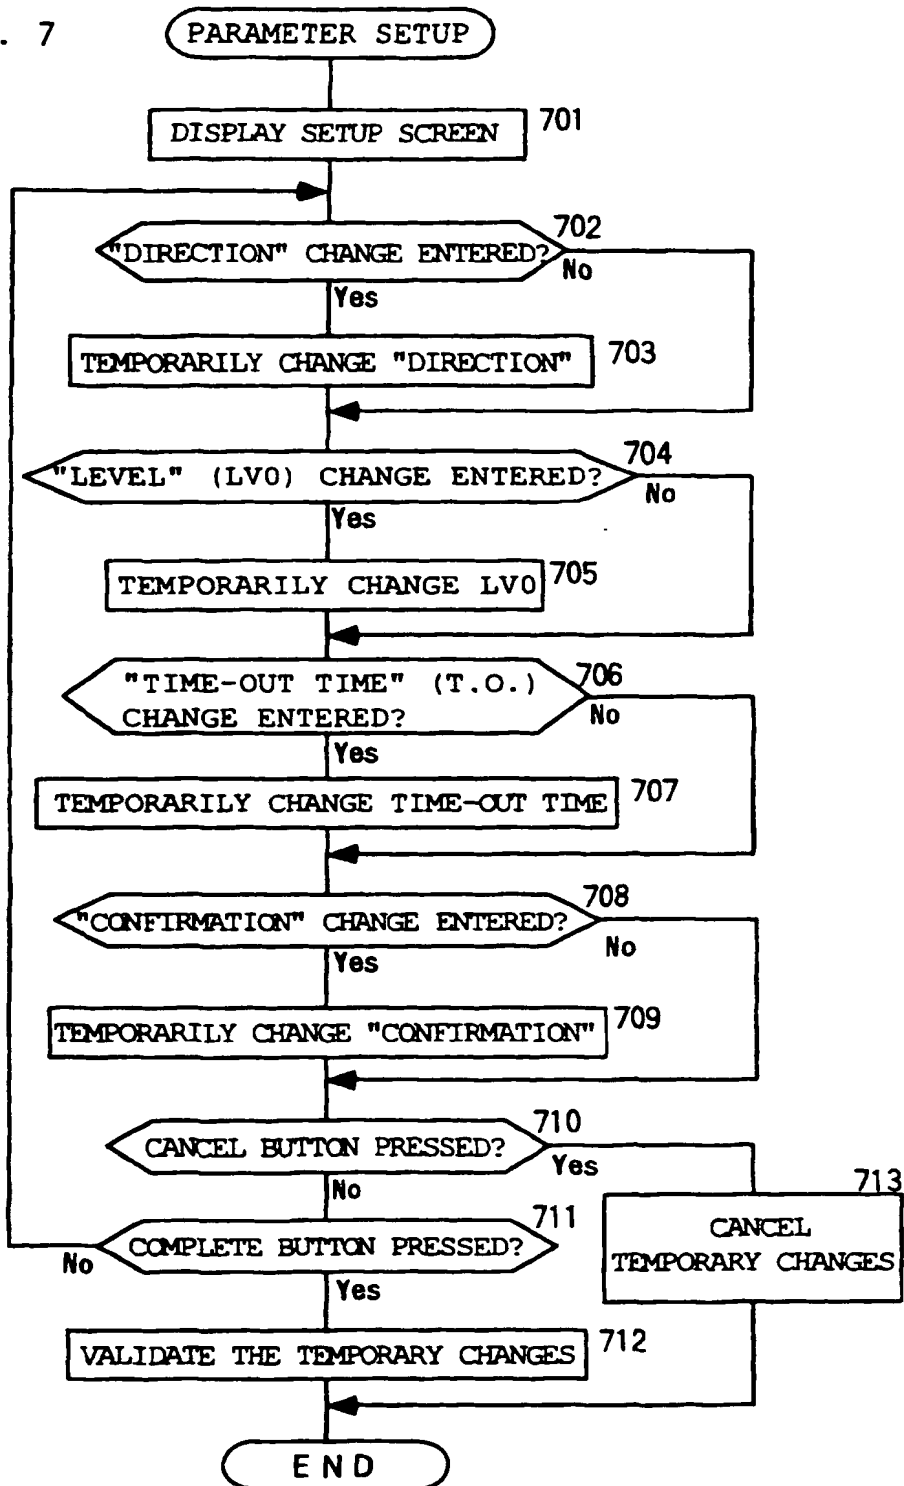 . 7
PARAMETER SETUP
DISPLAY SETUP SCREEN
701
"DIRECTION" CHANGE ENTERED?
702
No
Yes
TEMPORARILY CHANGE "DIRECTION"
703
"LEVEL" (LV0) CHANGE ENTERED?
704
No
Yes
TEMPORARILY CHANGE LV0
705
"TIME-OUT TIME" (T.O.)
CHANGE ENTERED?
706
No
Yes
TEMPORARILY CHANGE TIME-OUT TIME
707
"CONFIRMATION" CHANGE ENTERED?
708
No
Yes
TEMPORARILY CHANGE "CONFIRMATION"
709
CANCEL BUTTON PRESSED?
710
Yes
No
713
CANCEL
TEMPORARY CHANGES
COMPLETE BUTTON PRESSED?
711
No
Yes
VALIDATE THE TEMPORARY CHANGES
712
END